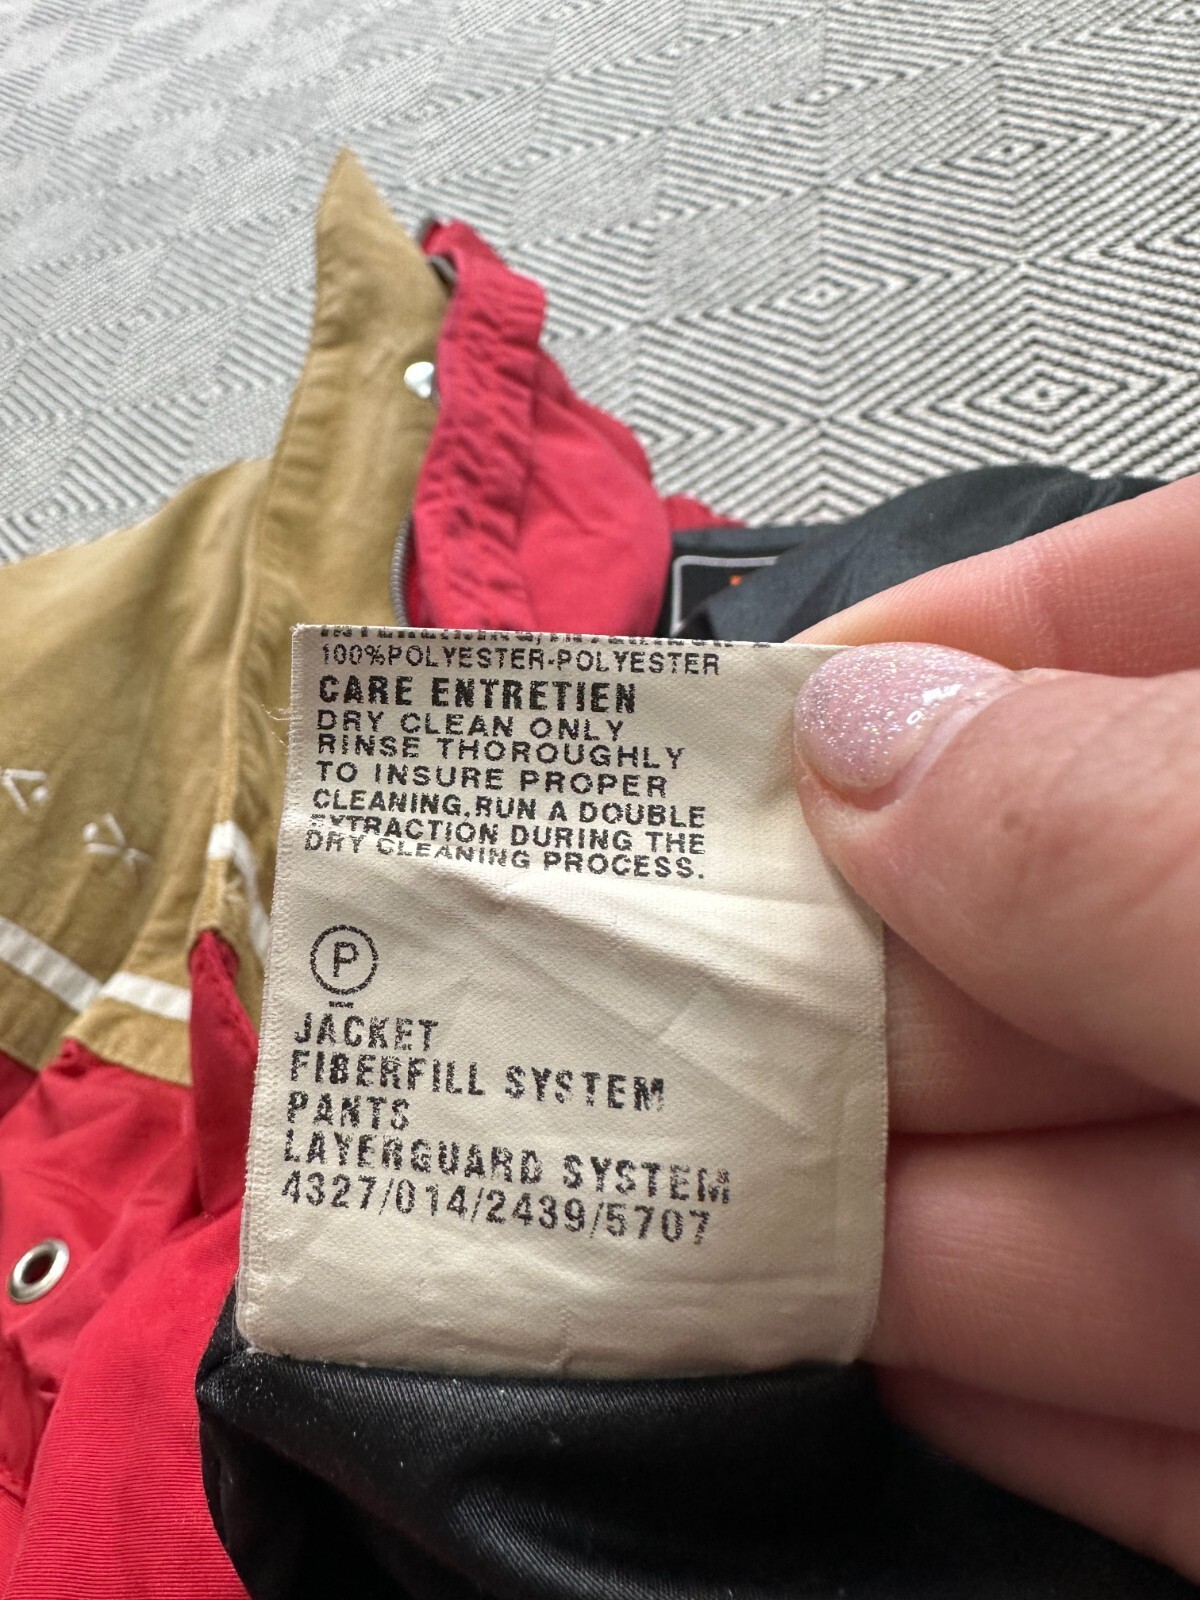 100%POLYESTER-POLYESTER
CARE ENTRETIEN
DRY CLEAN ONLY
RINSE THOROUGHLY
TO INSURE PROPER
CLEANING,RUN A DOUBLE
EXTRACTION DURING THE
DRY CLEANING PROCESS.
P
JACKET
FIBERFILL SYSTEM
PANTS
LAYERGUARD SYSTEM
4327/014/2439/5707